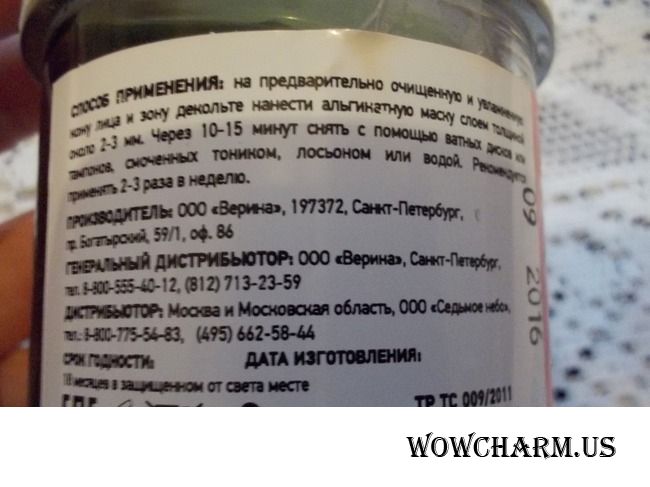 СПОСОБ ПРИМЕНЕНИЯ: на предварительно очищенную и увлажненную
кожу лица и зону декольте нанести альгинатную маску слоем толщиной
около 2-3 мм. Через 10-15 минут снять с помощью ватных дисков или
тампонов, смоченных тоником, лосьоном или водой. Рекомендуется
применять 2-3 раза в неделю.
ПРОИЗВОДИТЕЛЬ: ООО «Верина», 197372, Санкт-Петербург,
пр. Богатырский, 59/1, оф. 86
ГЕНЕРАЛЬНЫЙ ДИСТРИБЬЮТОР: ООО «Верина», Санкт-Петербург,
тел. 8-800-555-40-12, (812) 713-23-59
ДИСТРИБЬЮТОР: Москва и Московская область, ООО «Седьмое небо»,
тел.: 8-800-775-54-83, (495) 662-58-44
СРОК ГОДНОСТИ: ДАТА ИЗГОТОВЛЕНИЯ:
18 месяцев в защищенном от света месте
ТР ТС 009/2011
09 2016
WOWCHARM.US